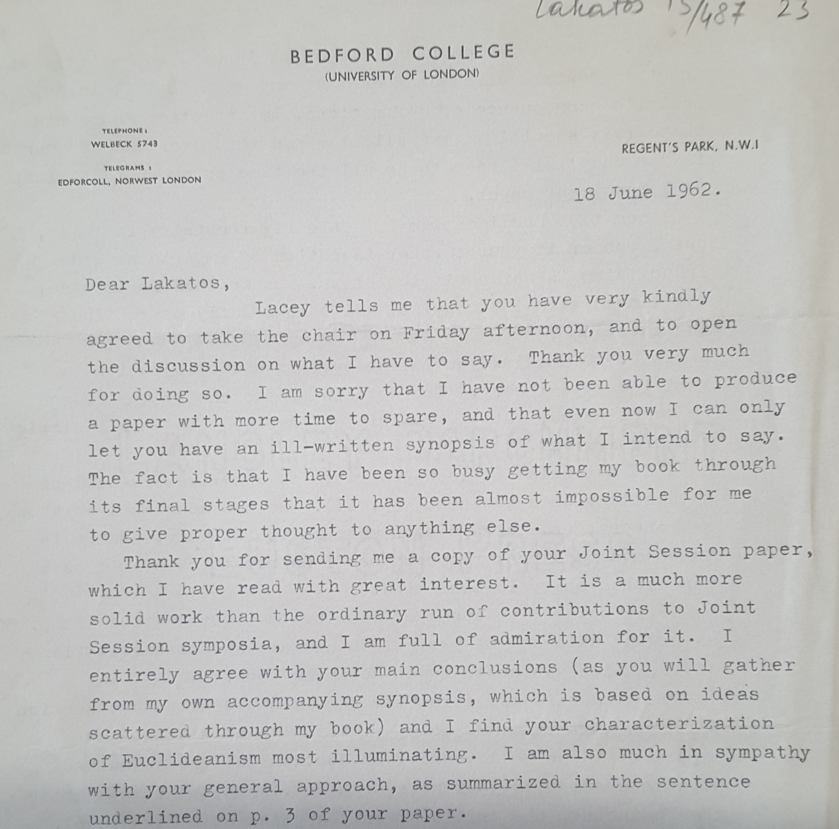 Lakatos 13/487 23
BEDFORD COLLEGE
(UNIVERSITY OF LONDON)
TELEPHONE:
WELBECK 5743
TELEGRAMS:
EDFORCOLL, NORWEST LONDON
REGENT'S PARK, N.W.I
18 June 1962.
Dear Lakatos,
Lacey tells me that you have very kindly
agreed to take the chair on Friday afternoon, and to open
the discussion on what I have to say. Thank you very much
for doing so. I am sorry that I have not been able to produce
a paper with more time to spare, and that even now I can only
let you have an ill-written synopsis of what I intend to say.
The fact is that I have been so busy getting my book through
its final stages that it has been almost impossible for me
to give proper thought to anything else.
Thank you for sending me a copy of your Joint Session paper,
which I have read with great interest. It is a much more
solid work than the ordinary run of contributions to Joint
Session symposia, and I am full of admiration for it. I
entirely agree with your main conclusions (as you will gather
from my own accompanying synopsis, which is based on ideas
scattered through my book) and I find your characterization
of Euclideanism most illuminating. I am also much in sympathy
with your general approach, as summarized in the sentence
underlined on p. 3 of your paper.